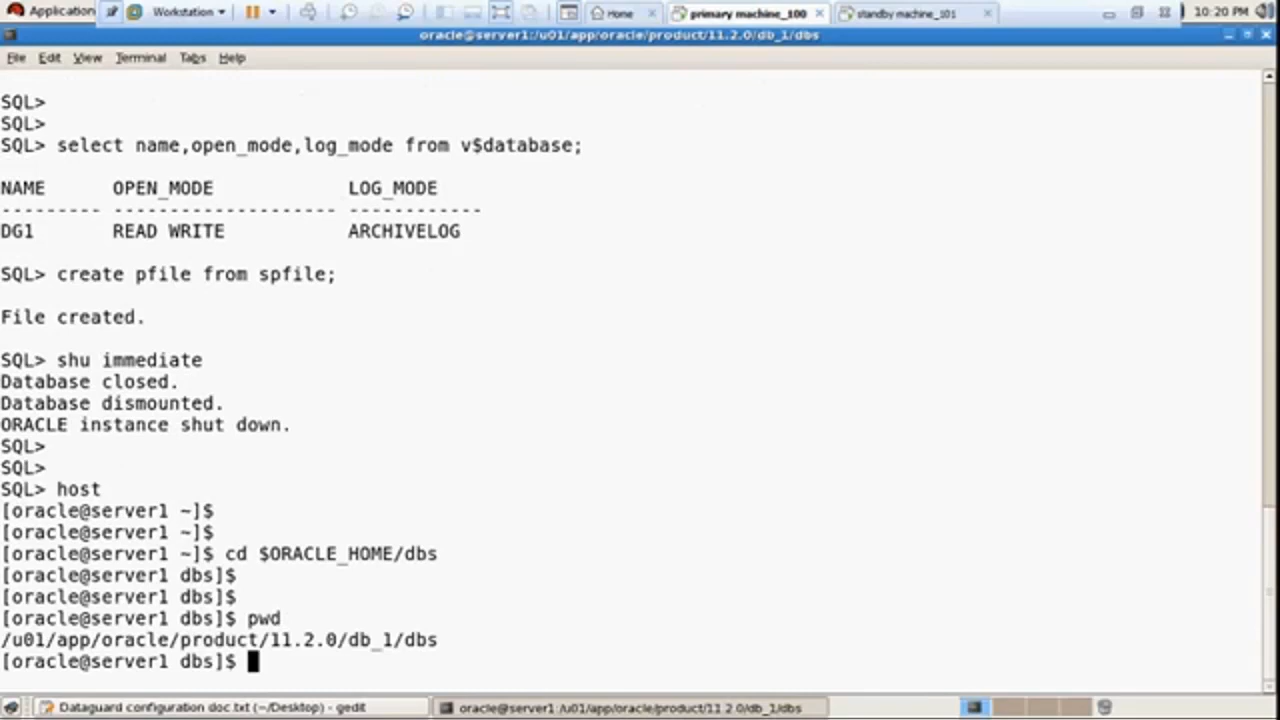 Application Workstation Home primary machine_100 standby machine_101 10:20 PM
oracle@server1:/u01/app/oracle/product/11.2.0/db_1/dbs
File Edit View Terminal Tabs Help
SQL>
SQL>
SQL> select name,open_mode,log_mode from v$database;
NAME OPEN_MODE LOG_MODE
--------- -------------------- ------------
DG1 READ WRITE ARCHIVELOG
SQL> create pfile from spfile;
File created.
SQL> shu immediate
Database closed.
Database dismounted.
ORACLE instance shut down.
SQL>
SQL>
SQL> host
[oracle@server1 ~]$
[oracle@server1 ~]$
[oracle@server1 ~]$ cd $ORACLE_HOME/dbs
[oracle@server1 dbs]$
[oracle@server1 dbs]$
[oracle@server1 dbs]$ pwd
/u01/app/oracle/product/11.2.0/db_1/dbs
[oracle@server1 dbs]$
Dataguard configuration doc.txt (~/Desktop) - gedit oracle@server1:/u01/app/oracle/product/11.2.0/db_1/dbs